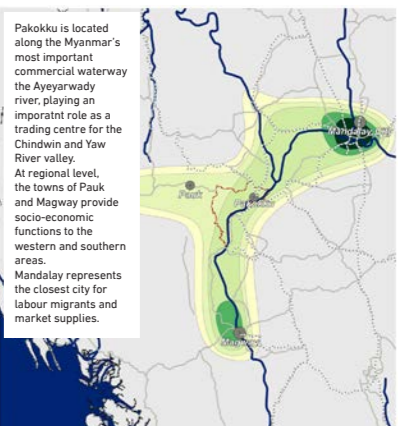 Pakokku is located
along the Myanmar's
most important
commercial waterway
the Ayeyarwady
river, playing an
imporatnt role as a
trading centre for the
Chindwin and Yaw
River valley.
At regional level,
the towns of Pauk
and Magway provide
socio-economic
functions to the
western and southern
areas.
Mandalay represents
the closest city for
labour migrants and
market supplies.
Mandalay City
Pauk
Pakokku
Magway